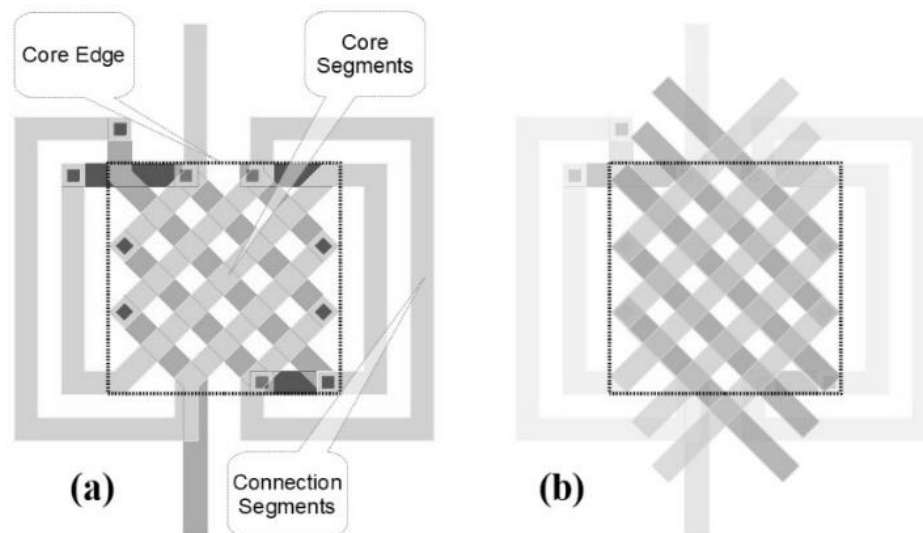 Core Edge
Core
Segments
Connection
Segments
(a)
(b)